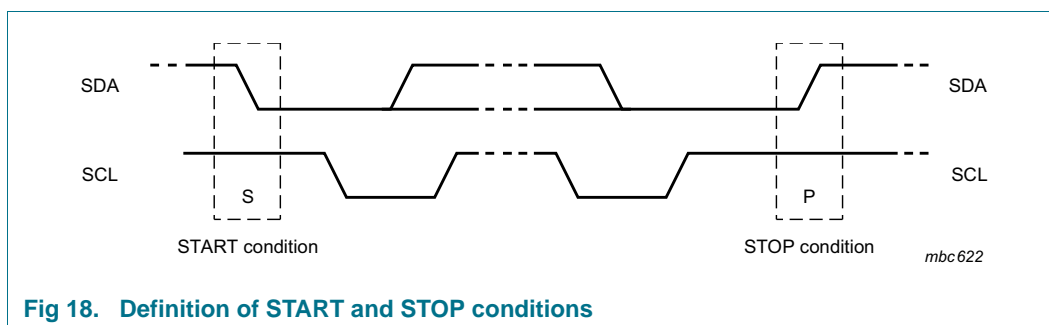 SDA SDA
SCL SCL
S P
START condition STOP condition
mbc622
Fig 18. Definition of START and STOP conditions